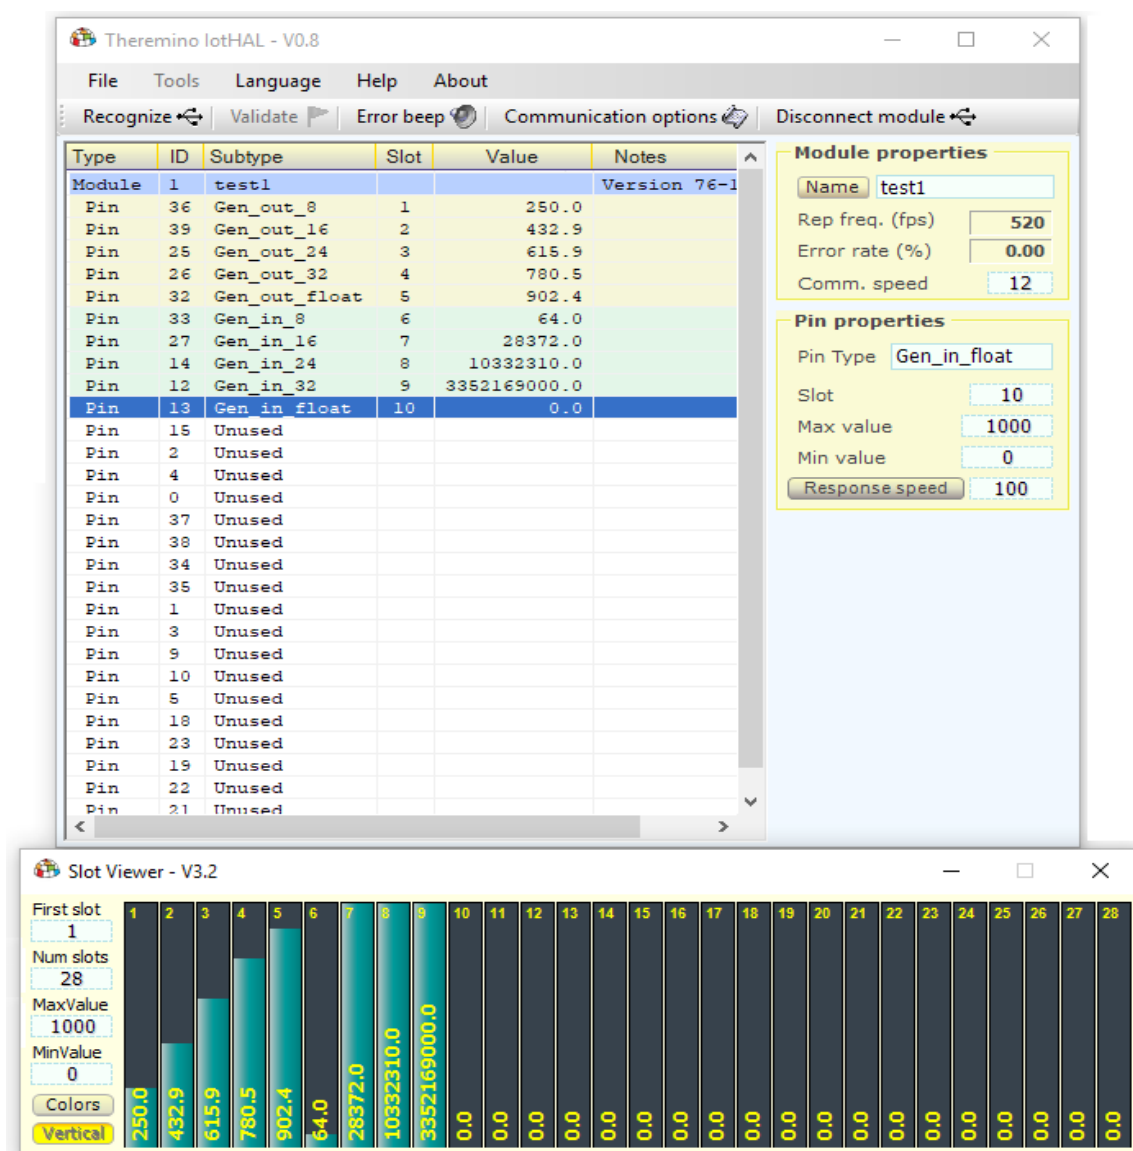 Theremino IotHAL - V0.8
File Tools Language Help About
Recognize Validate Error beep Communication options Disconnect module
Type ID Subtype Slot Value Notes
Module 1 test1 Version 76-1
Pin 36 Gen_out_8 1 250.0
Pin 39 Gen_out_16 2 432.9
Pin 25 Gen_out_24 3 615.9
Pin 26 Gen_out_32 4 780.5
Pin 32 Gen_out_float 5 902.4
Pin 33 Gen_in_8 6 64.0
Pin 27 Gen_in_16 7 28372.0
Pin 14 Gen_in_24 8 10332310.0
Pin 12 Gen_in_32 9 3352169000.0
Pin 13 Gen_in_float 10 0.0
Pin 15 Unused
Pin 2 Unused
Pin 4 Unused
Pin 0 Unused
Pin 37 Unused
Pin 38 Unused
Pin 34 Unused
Pin 35 Unused
Pin 1 Unused
Pin 3 Unused
Pin 9 Unused
Pin 10 Unused
Pin 5 Unused
Pin 18 Unused
Pin 23 Unused
Pin 19 Unused
Pin 22 Unused
Pin 21 Unused
Module properties
Name test1
Rep freq. (fps) 520
Error rate (%) 0.00
Comm. speed 12
Pin properties
Pin Type Gen_in_float
Slot 10
Max value 1000
Min value 0
Response speed 100
Slot Viewer - V3.2
First slot
1
Num slots
28
MaxValue
1000
MinValue
0
Colors
Vertical
1 2 3 4 5 6 7 8 9 10 11 12 13 14 15 16 17 18 19 20 21 22 23 24 25 26 27 28
250.0 432.9 615.9 780.5 902.4 64.0 28372.0 10332310.0 3352169000.0 0.0 0.0 0.0 0.0 0.0 0.0 0.0 0.0 0.0 0.0 0.0 0.0 0.0 0.0 0.0 0.0 0.0 0.0 0.0